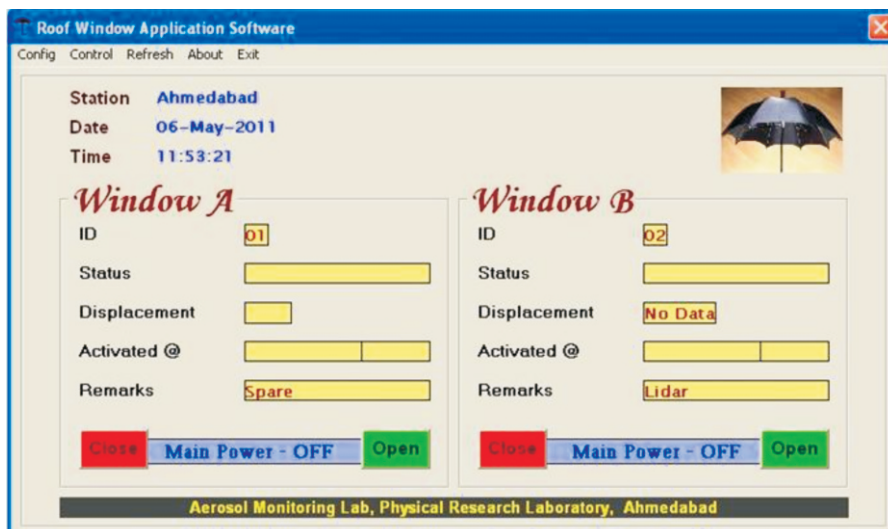 Roof Window Application Software
Config Control Refresh About Exit
Station Ahmedabad
Date 06-May-2011
Time 11:53:21
Window A
ID 01
Status
Displacement
Activated @
Remarks Spare
Close Main Power - OFF Open
Window B
ID 02
Status
Displacement No Data
Activated @
Remarks Lidar
Close Main Power - OFF Open
Aerosol Monitoring Lab, Physical Research Laboratory, Ahmedabad